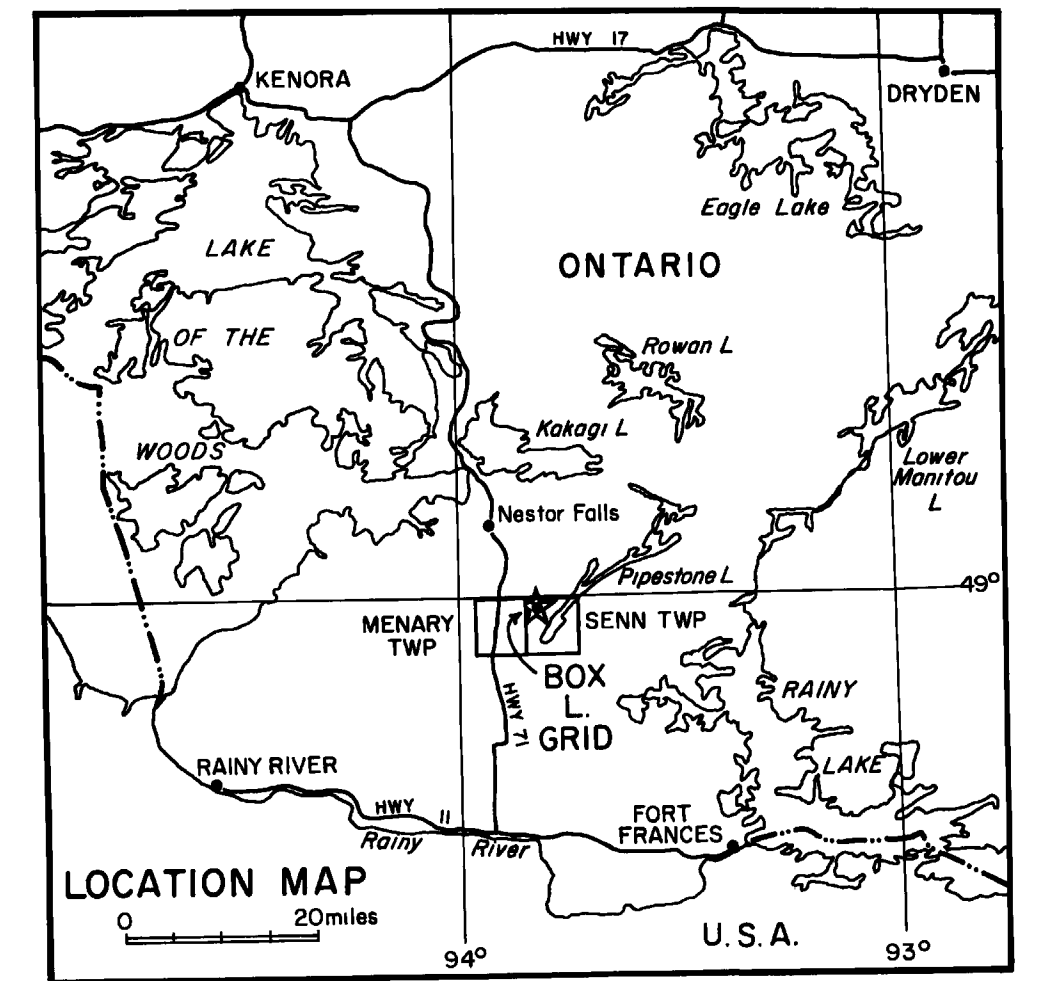 HWY 17
KENORA
DRYDEN
Eagle Lake
LAKE
ONTARIO
OF THE
Rowan L
Kakagi L
WOODS
Lower
Manitou
L
Nestor Falls
Pipestone L
49°
MENARY
TWP
SENN TWP
BOX
L.
GRID
HWY 71
RAINY
LAKE
RAINY RIVER
HWY 11
Rainy River
FORT
FRANCES
LOCATION MAP
0 20miles
U.S.A.
94°
93°